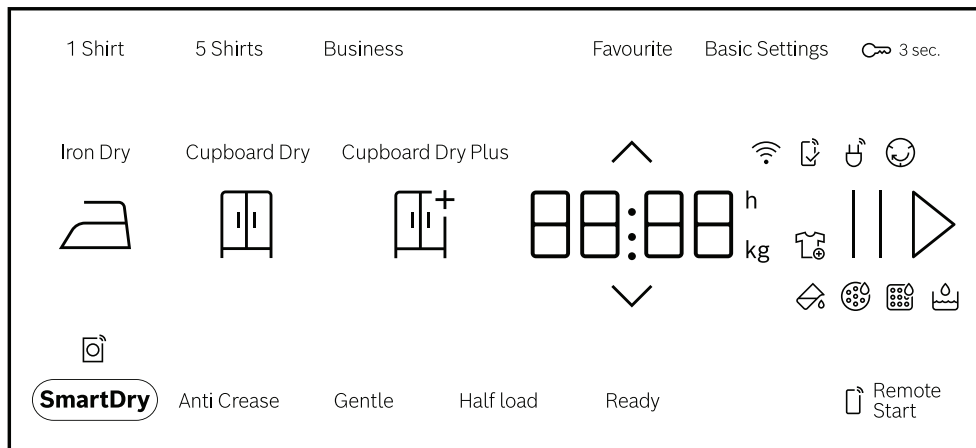 1 Shirt 5 Shirts Business Favourite Basic Settings 3 sec.
Iron Dry Cupboard Dry Cupboard Dry Plus
88:88 h
kg
SmartDry Anti Crease Gentle Half load Ready Remote
Start